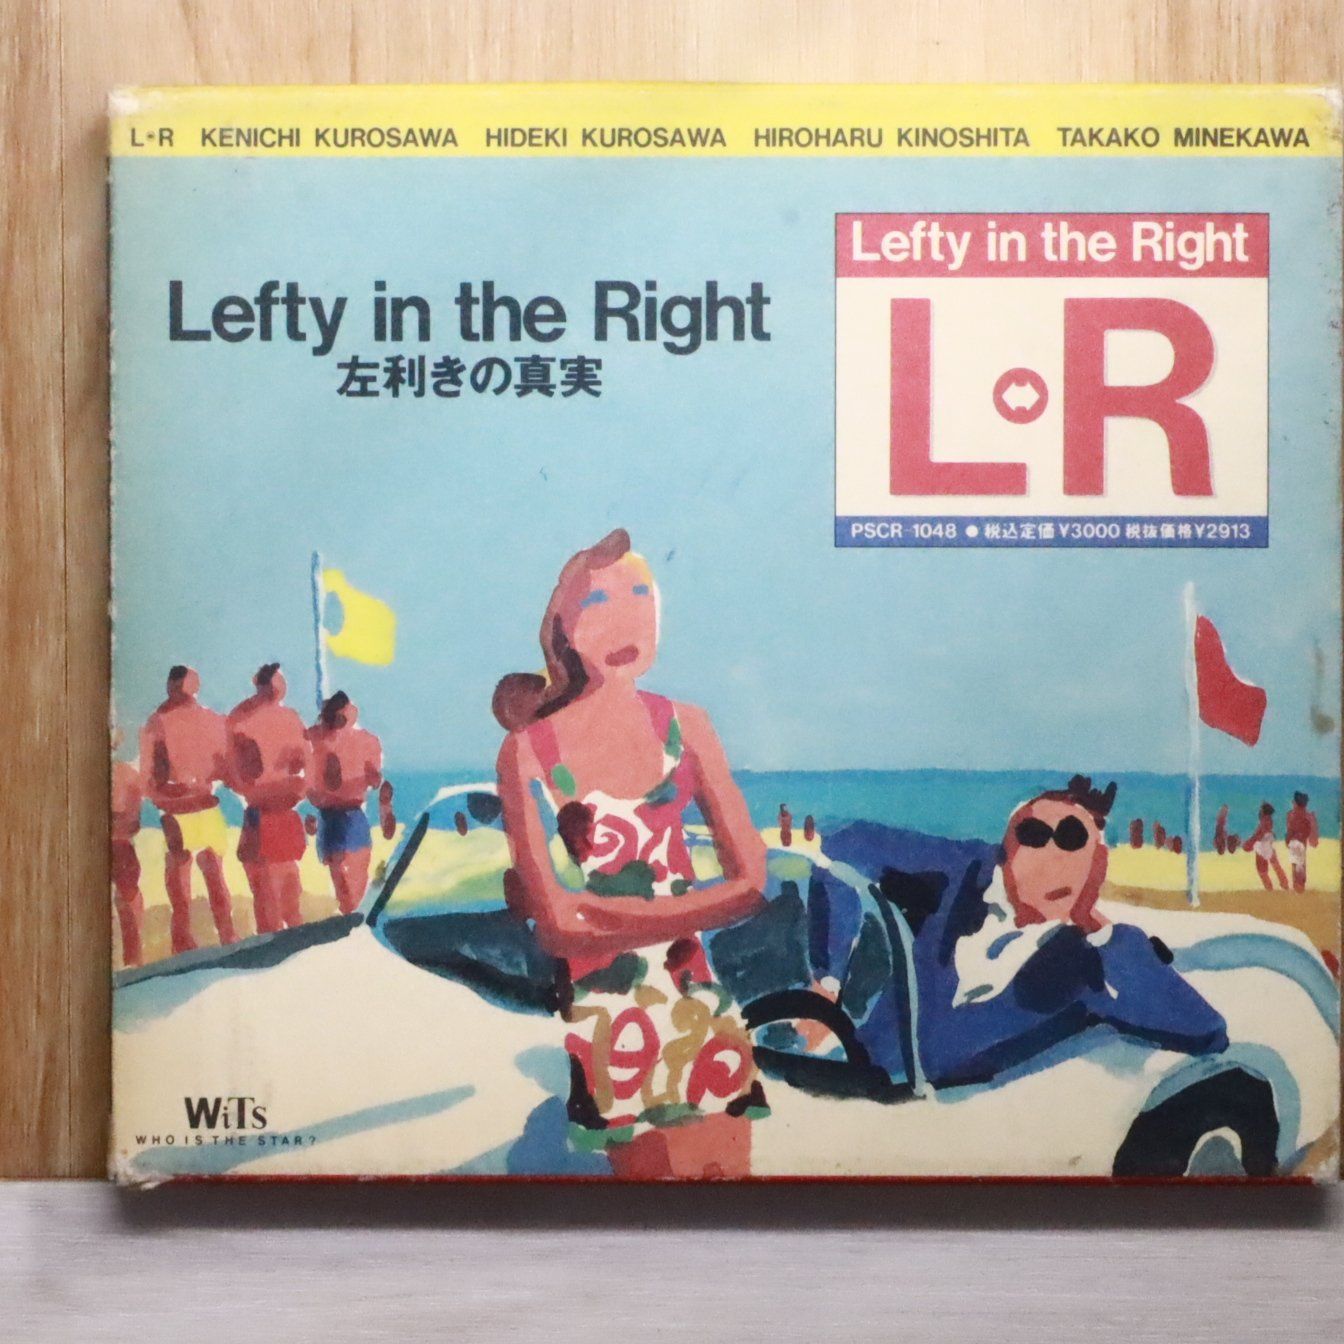 L•R KENICHI KUROSAWA HIDEKI KUROSAWA HIROHARU KINOSHITA TAKAKO MINEKAWA
Lefty in the Right
左利きの真実
Lefty in the Right
L R
PSCR-1048 ● 税込定価 ¥3000 税抜価格 ¥2913
WiTs
WHO IS THE STAR?